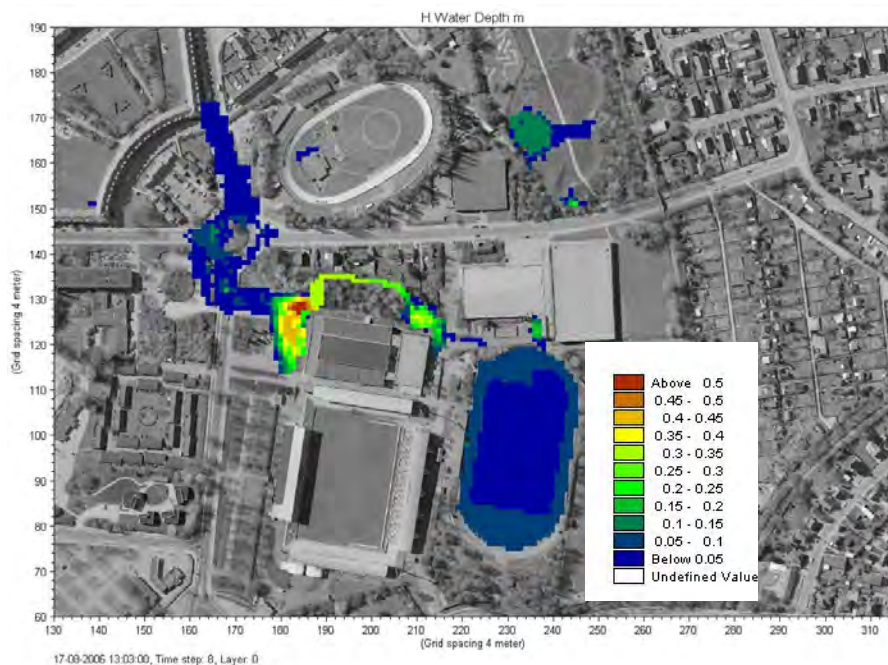 H Water Depth m
190
180
170
160
150
140
130
120
110
100
90
80
70
60
(Grid spacing 4 meter)
130 140 150 160 170 180 190 200 210 220 230 240 250 260 270 280 290 300 310
(Grid spacing 4 meter)
Above 0.5
0.45 - 0.5
0.4 - 0.45
0.35 - 0.4
0.3 - 0.35
0.25 - 0.3
0.2 - 0.25
0.15 - 0.2
0.1 - 0.15
0.05 - 0.1
Below 0.05
Undefined Value
17-08-2006 13:03:00, Time step: 8, Layer: 0